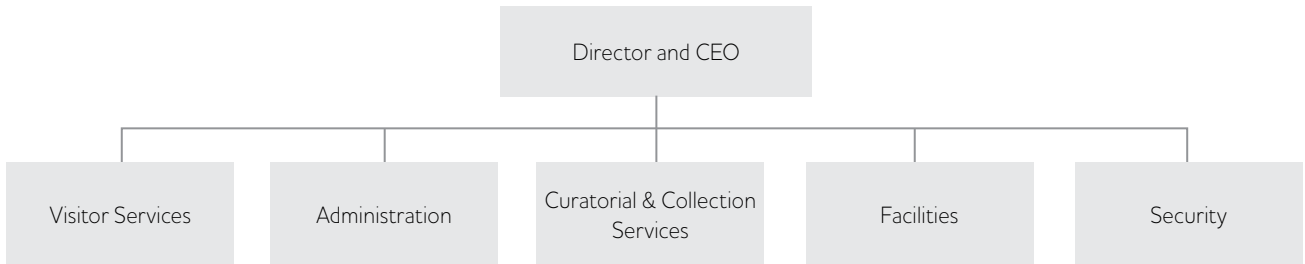 Director and CEO
Visitor Services
Administration
Curatorial & Collection
Services
Facilities
Security